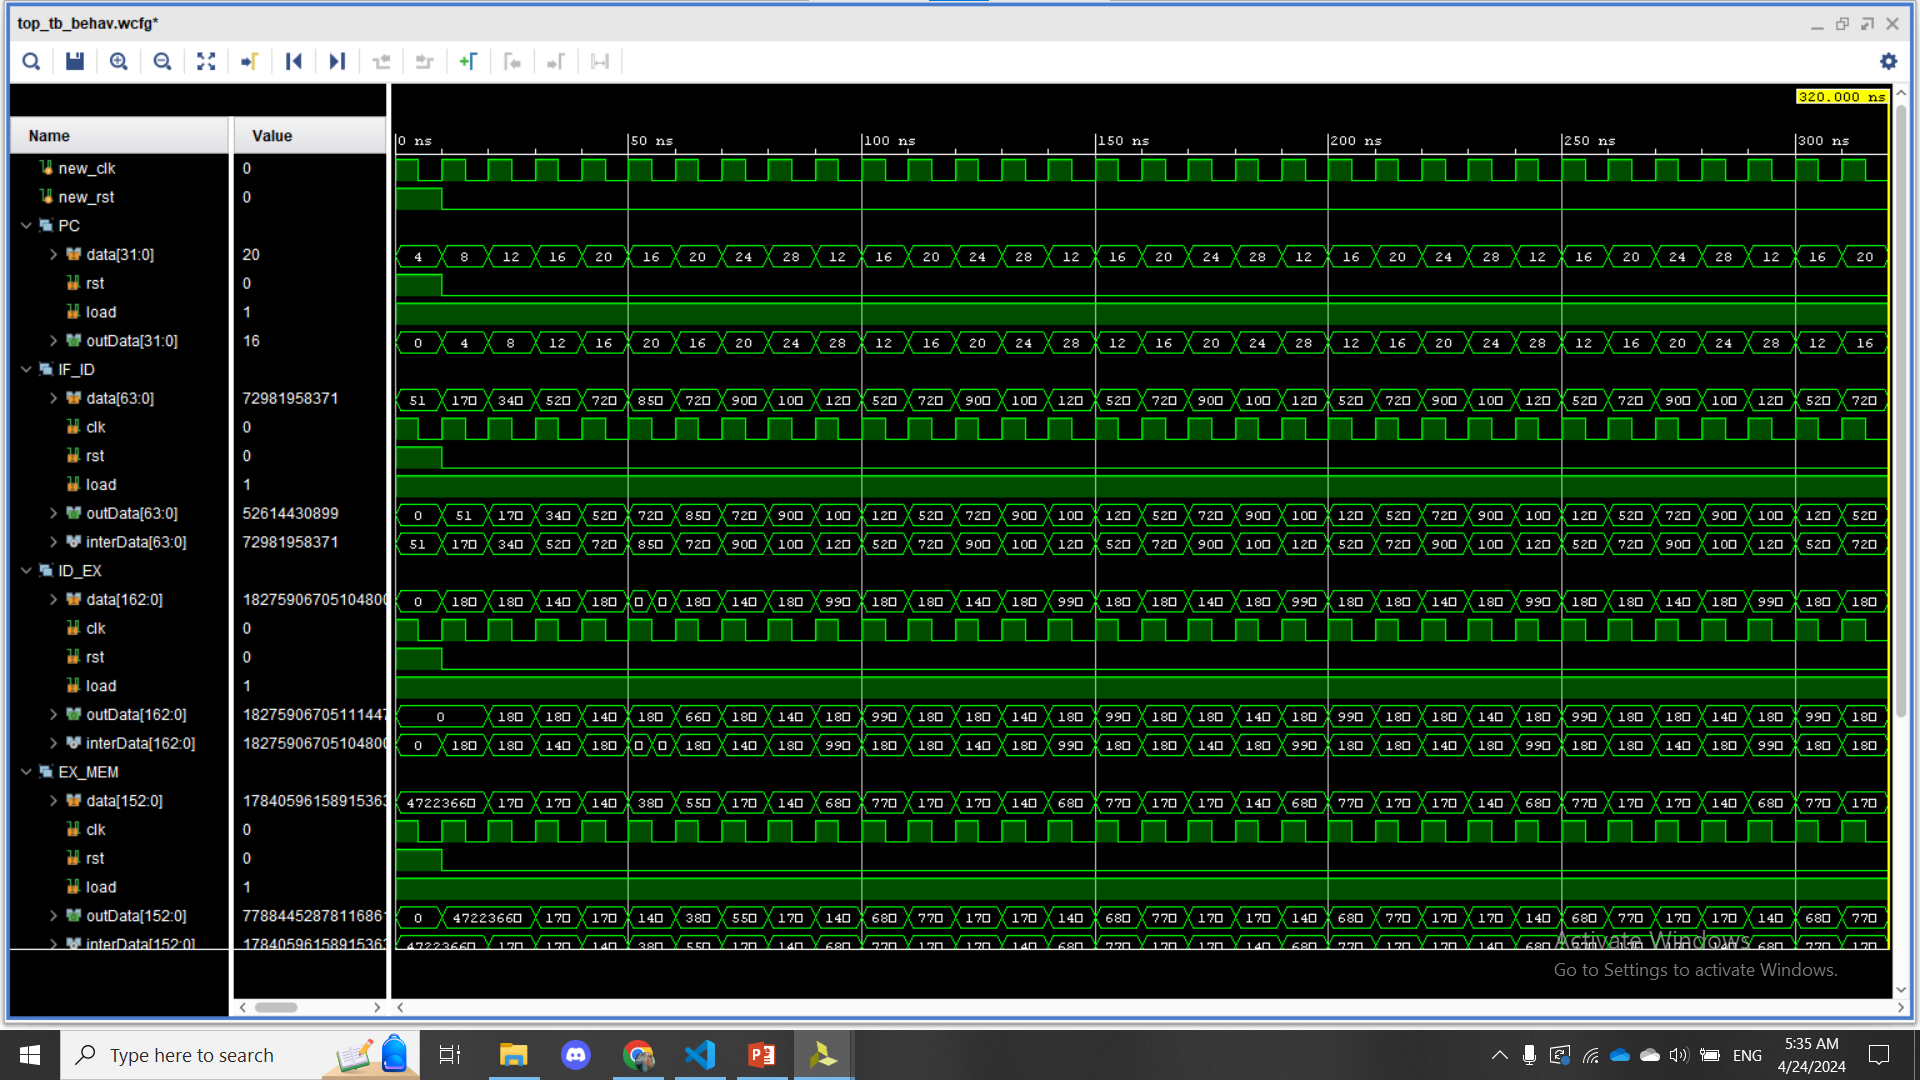 top_tb_behav.wcfg*
320.000 ns
Name Value
0 ns 50 ns 100 ns 150 ns 200 ns 250 ns 300 ns
new_clk 0
new_rst 0
PC
data[31:0] 20 4 8 12 16 20 16 20 24 28 12 16 20 24 28 12 16 20 24 28 12 16 20 24 28 12 16 20 24 28 12 16 20
rst 0
load 1
outData[31:0] 16 0 4 8 12 16 20 16 20 24 28 12 16 20 24 28 12 16 20 24 28 12 16 20 24 28 12 16 20 24 28 12 16
IF_ID
data[63:0] 72981958371 51 170 340 520 720 850 720 900 100 120 520 720 900 100 120 520 720 900 100 120 520 720 900 100 120 520 720 900 100 120 520 720
clk 0
rst 0
load 1
outData[63:0] 52614430899 0 51 170 340 520 720 850 720 900 100 120 520 720 900 100 120 520 720 900 100 120 520 720 900 100 120 520 720 900 100 120 520
interData[63:0] 72981958371 51 170 340 520 720 850 720 900 100 120 520 720 900 100 120 520 720 900 100 120 520 720 900 100 120 520 720 900 100 120 520 720
ID_EX
data[162:0] 18275906705104800 0 180 180 140 180 0 0 180 140 180 990 180 180 140 180 990 180 180 140 180 990 180 180 140 180 990 180 180 140 180 990 180 180
clk 0
rst 0
load 1
outData[162:0] 18275906705111447 0 180 180 140 180 660 180 140 180 990 180 180 140 180 990 180 180 140 180 990 180 180 140 180 990 180 180 140 180 990 180
interData[162:0] 18275906705104800 0 180 180 140 180 0 0 180 140 180 990 180 180 140 180 990 180 180 140 180 990 180 180 140 180 990 180 180 140 180 990 180 180
EX_MEM
data[152:0] 17840596158915363 47223660 170 170 140 380 550 170 140 680 770 170 170 140 680 770 170 170 140 680 770 170 170 140 680 770 170 170 140 680 770 170
clk 0
rst 0
load 1
outData[152:0] 7788445287811686 0 47223660 170 170 140 380 550 170 140 680 770 170 170 140 680 770 170 170 140 680 770 170 170 140 680 770 170 170 140 680 770
interData[152:0] 17840596158915363 47223660 170 170 140 380 550 170 140 680 770 170 170 140 680 770 170 170 140 680 770 170 170 140 680 770 170 170 140 680 770 170
Activate Windows
Go to Settings to activate Windows.
Type here to search
ENG
5:35 AM
4/24/2024